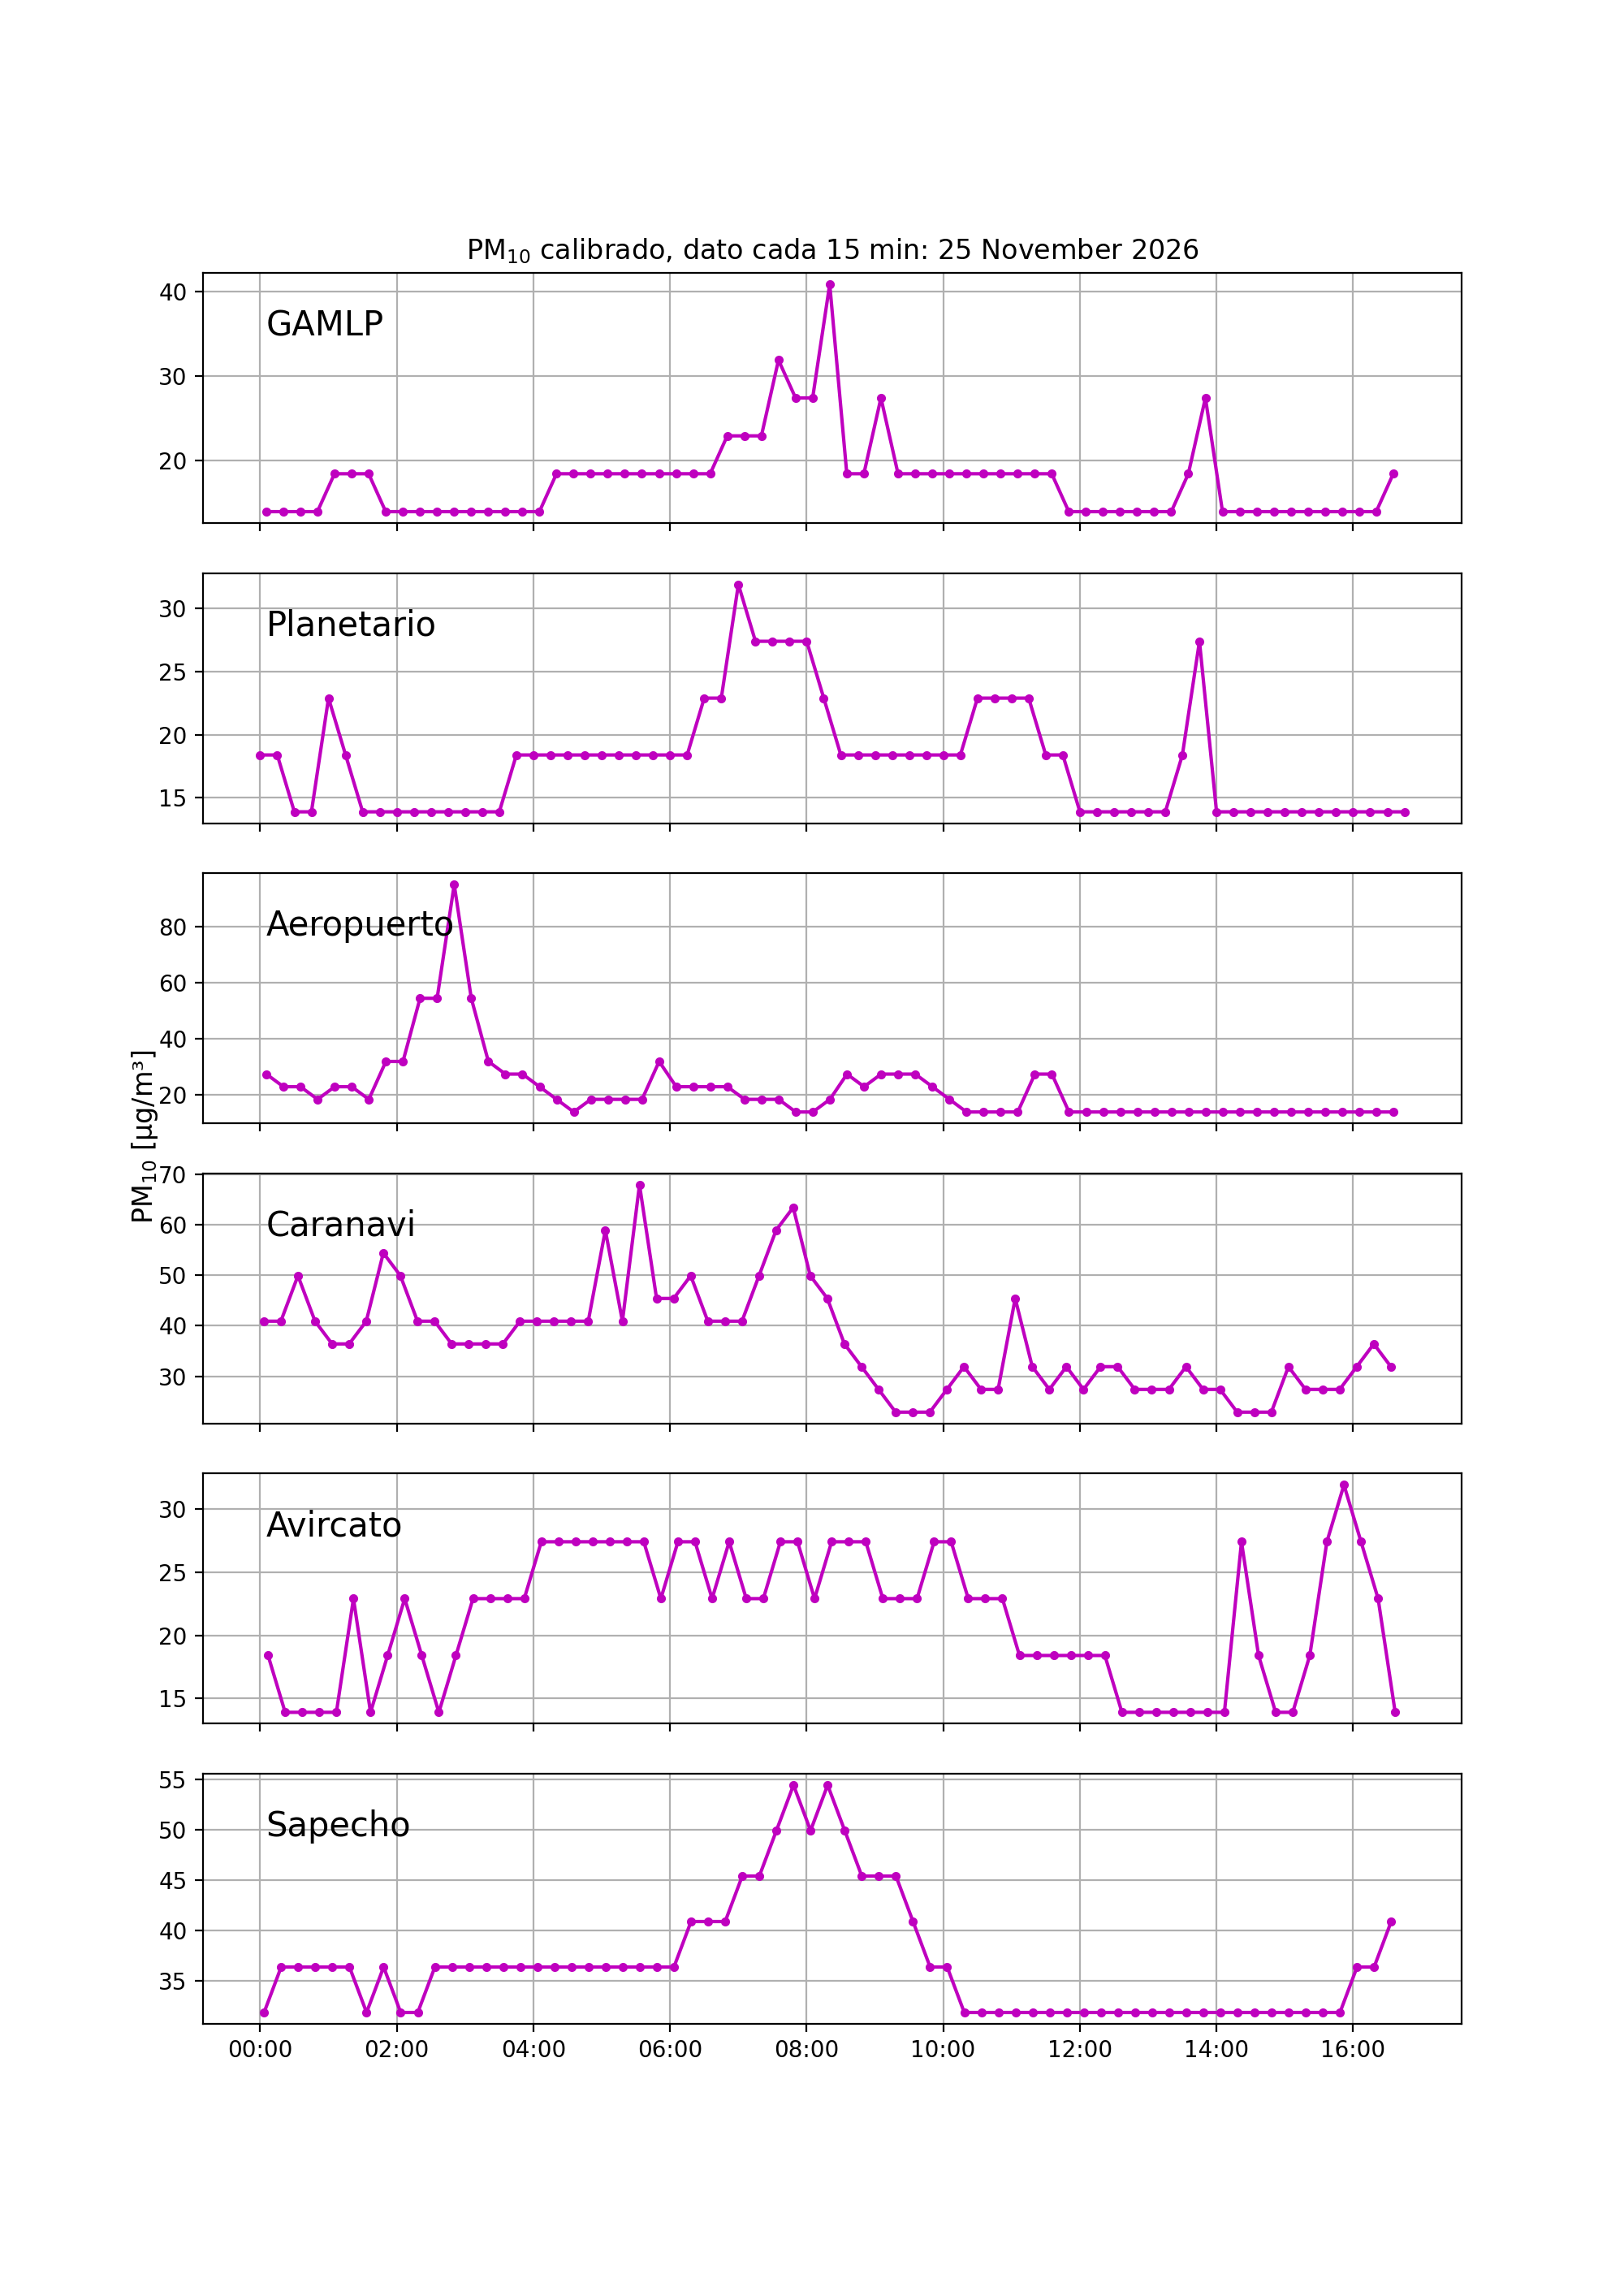 PM₁₀ calibrado, dato cada 15 min: 25 November 2026
40
30
20
GAMLP
30
25
20
15
Planetario
80
60
40
20
Aeropuerto
PM₁₀ [µg/m³]
70
60
50
40
30
Caranavi
30
25
20
15
Avircato
55
50
45
40
35
Sapecho
00:00 02:00 04:00 06:00 08:00 10:00 12:00 14:00 16:00